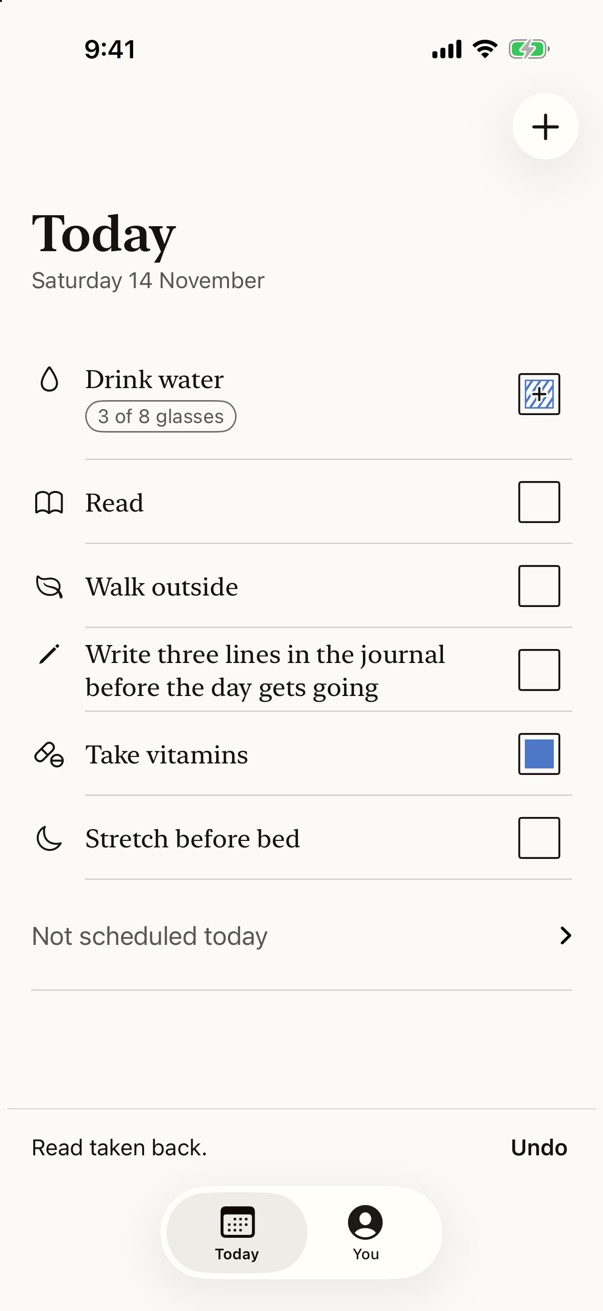 9:41
Today
Saturday 14 November
Drink water
3 of 8 glasses
Read
Walk outside
Write three lines in the journal
before the day gets going
Take vitamins
Stretch before bed
Not scheduled today
Read taken back.
Undo
Today
You